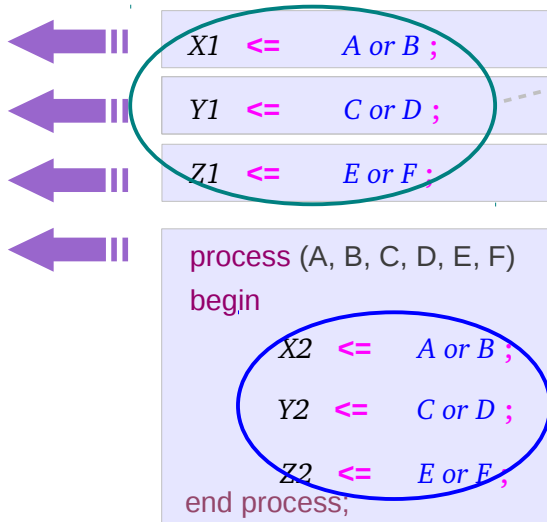 X1 <= A or B ;
Y1 <= C or D ;
Z1 <= E or F ;
process (A, B, C, D, E, F)
begin
X2 <= A or B ;
Y2 <= C or D ;
Z2 <= E or F ;
end process;